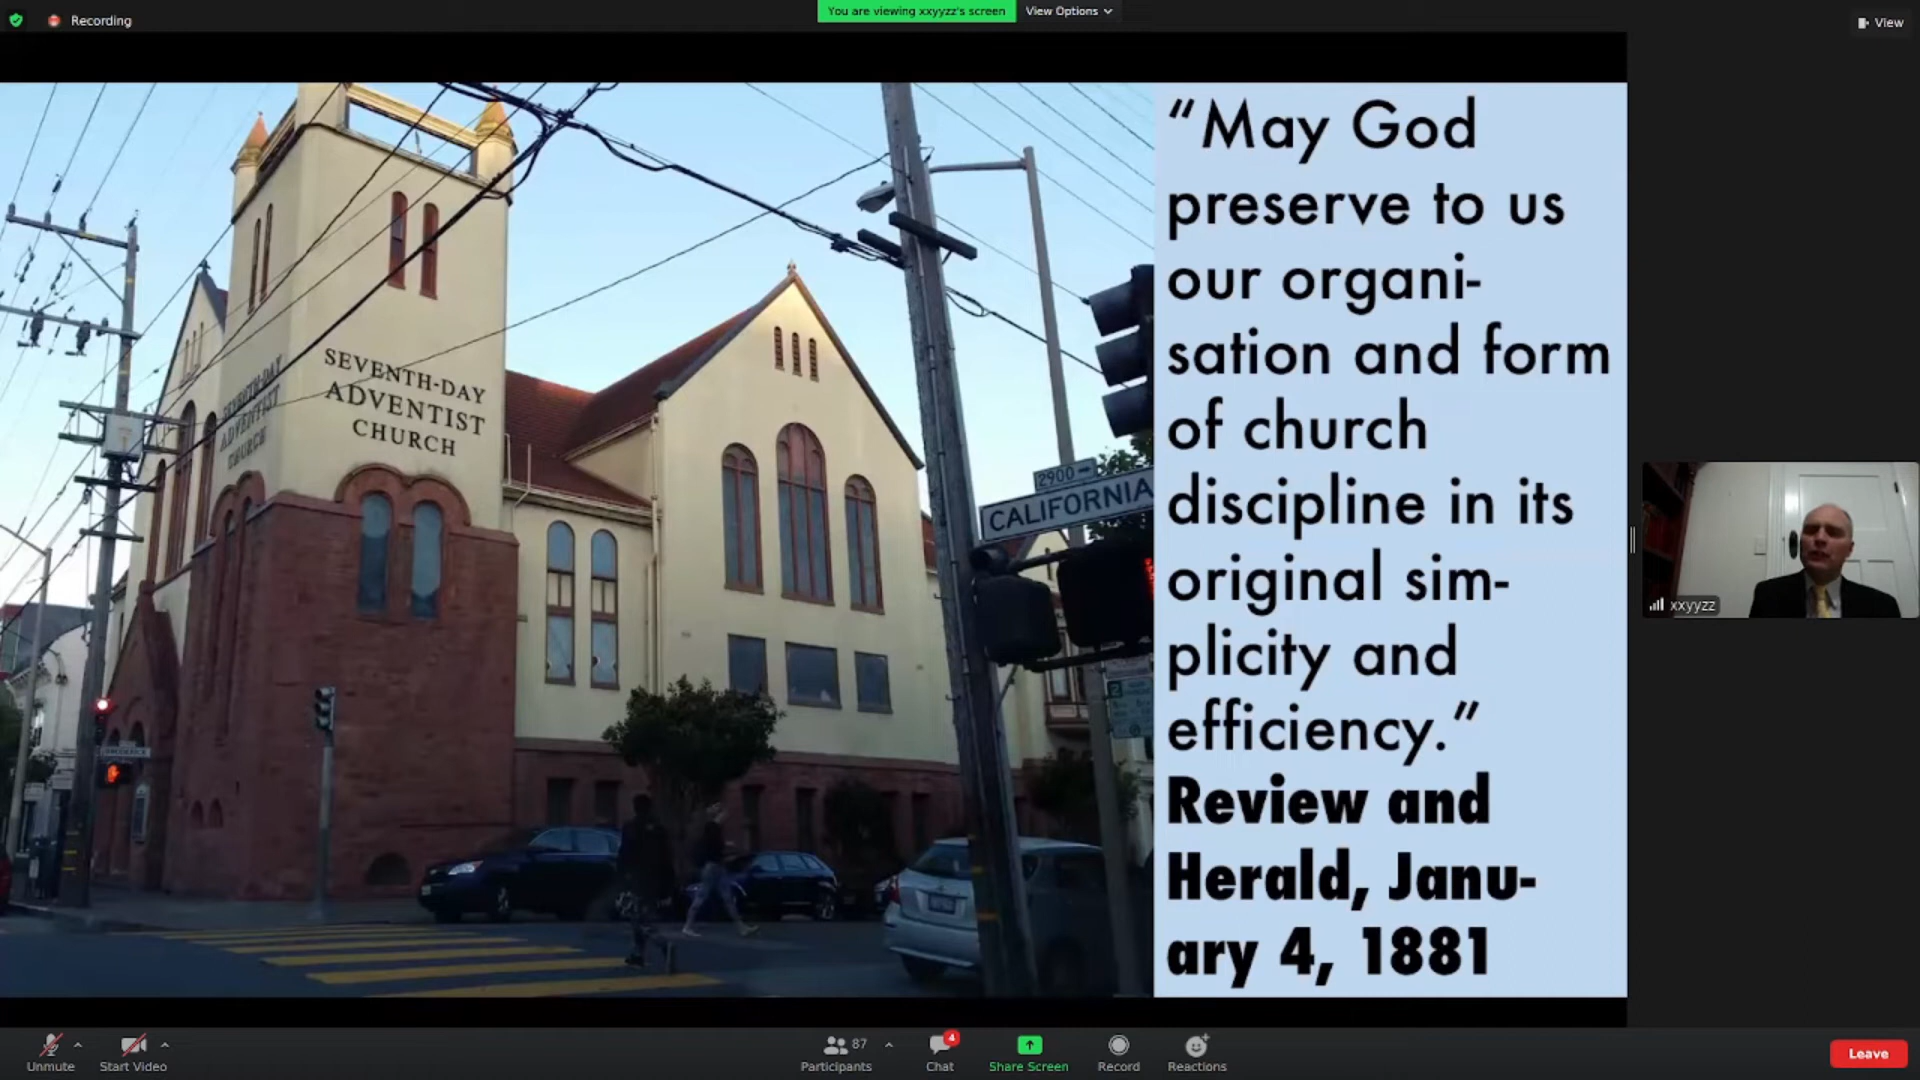 Recording
You are viewing xxyyzz's screen
View Options
View
“May God
preserve to us
our organi-
sation and form
of church
discipline in its
original sim-
plicity and
efficiency.”
Review and
Herald, Janu-
ary 4, 1881
SEVENTH-DAY
ADVENTIST
CHURCH
SEVENTH-DAY
ADVENTIST
CHURCH
2900
CALIFORNIA
2
xxyyzz
Unmute
Start Video
87
Participants
4
Chat
Share Screen
Record
Reactions
Leave